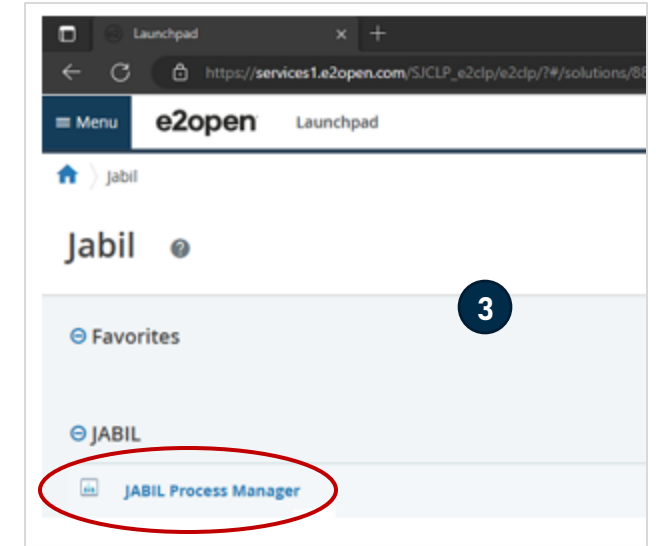 Launchpad
https://services1.e2open.com/SJCLP_e2clp/e2clp/?#/solutions/88
Menu e2open Launchpad
Jabil
Jabil
3
Favorites
JABIL
JABIL Process Manager